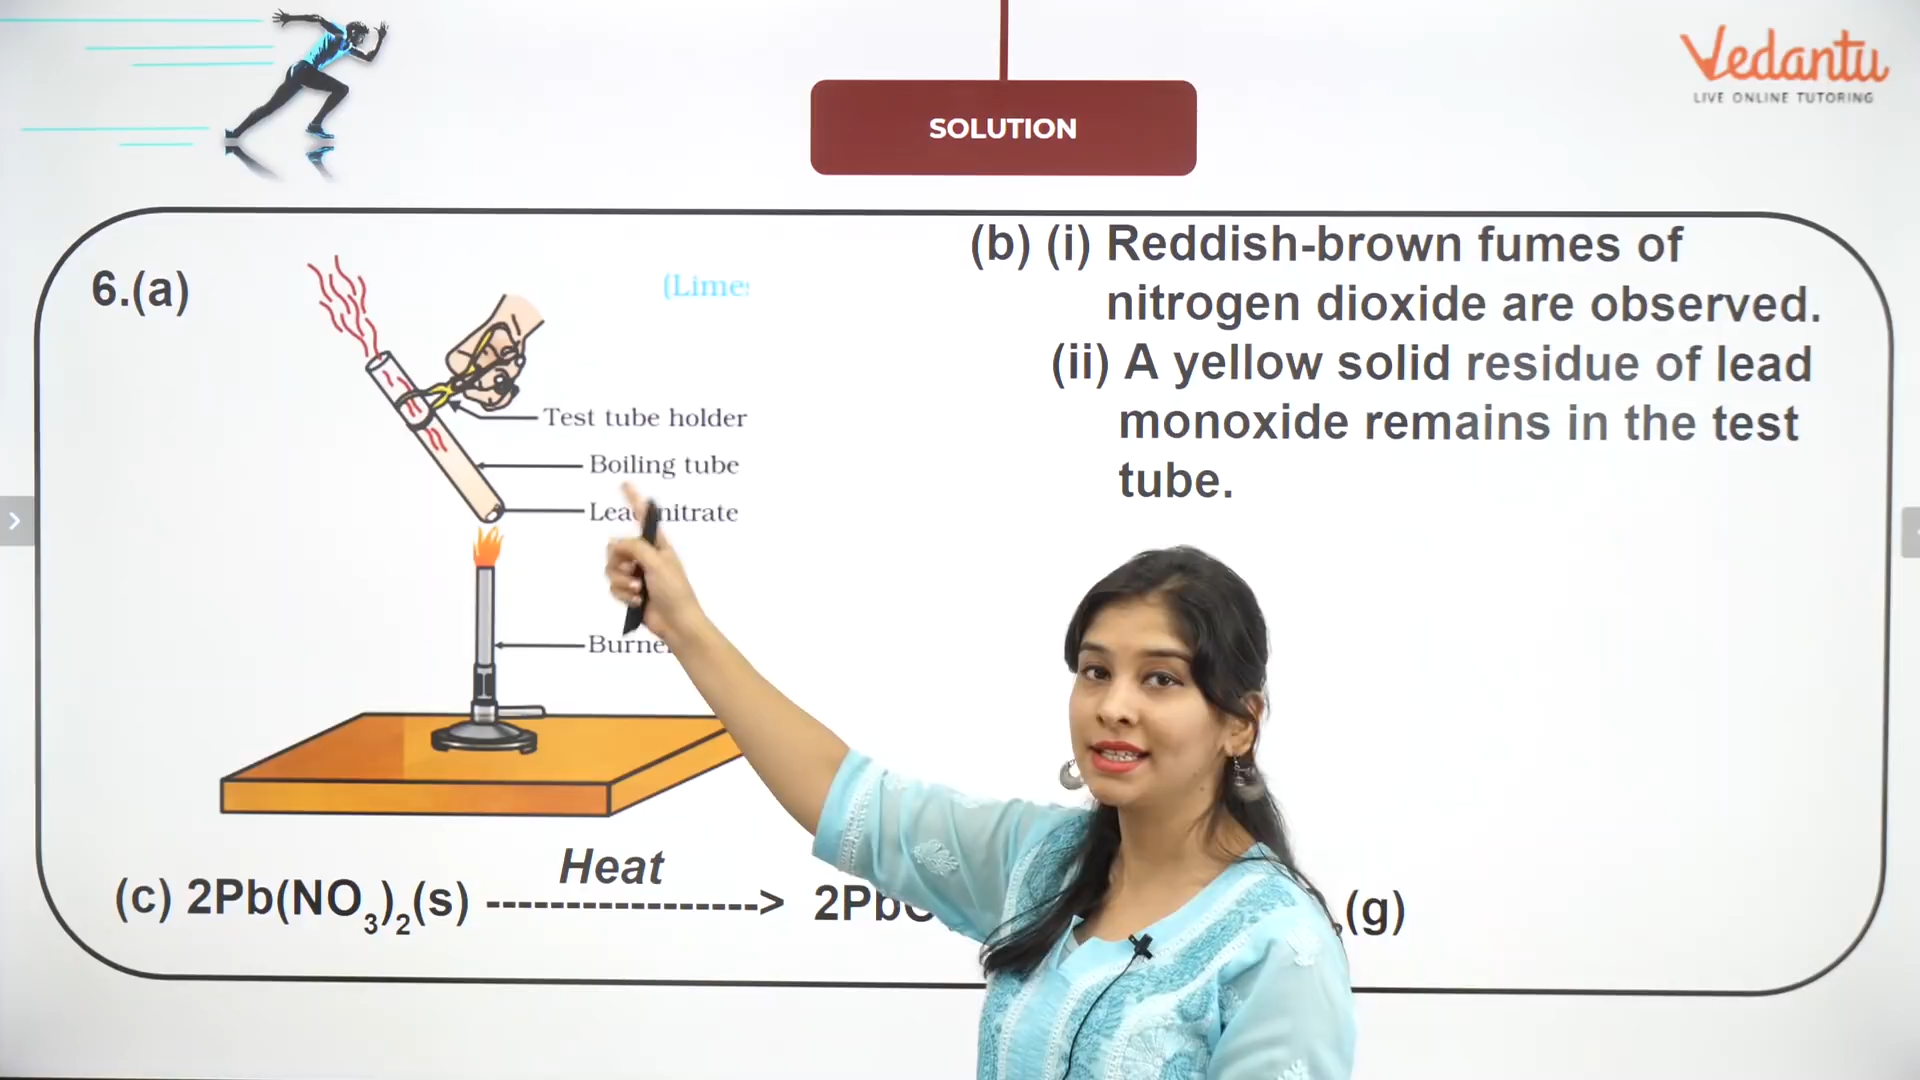 Vedantu
LIVE ONLINE TUTORING
SOLUTION
6.(a)
(Limes
Test tube holder
Boiling tube
nitrate
(b) (i) Reddish-brown fumes of
nitrogen dioxide are observed.
(ii) A yellow solid residue of lead
monoxide remains in the test
tube.
Heat
(c) 2Pb(NO₃)₂(s) -----------------> 2Pb
(g)